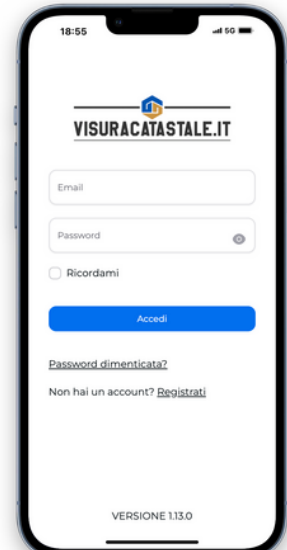 18:55
5G
VISURACATASTALE.IT
Email
Password
Ricordami
Accedi
Password dimenticata?
Non hai un account? Registrati
VERSIONE 1.13.0